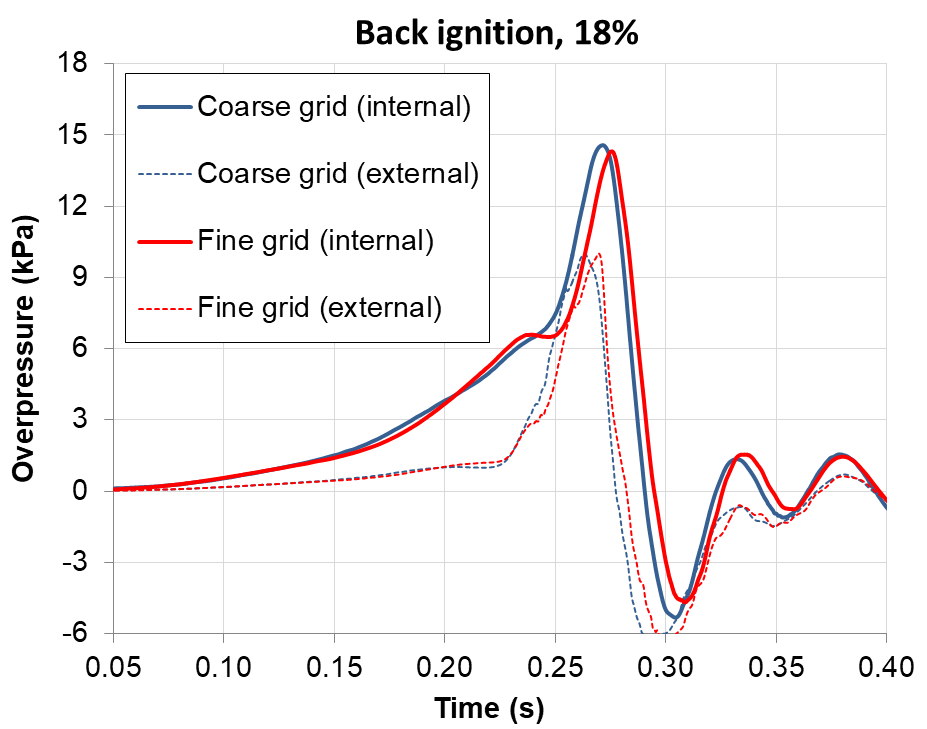 Back ignition, 18%
18
15
12
9
6
3
0
-3
-6
Overpressure (kPa)
Coarse grid (internal)
Coarse grid (external)
Fine grid (internal)
Fine grid (external)
0.05 0.10 0.15 0.20 0.25 0.30 0.35 0.40
Time (s)